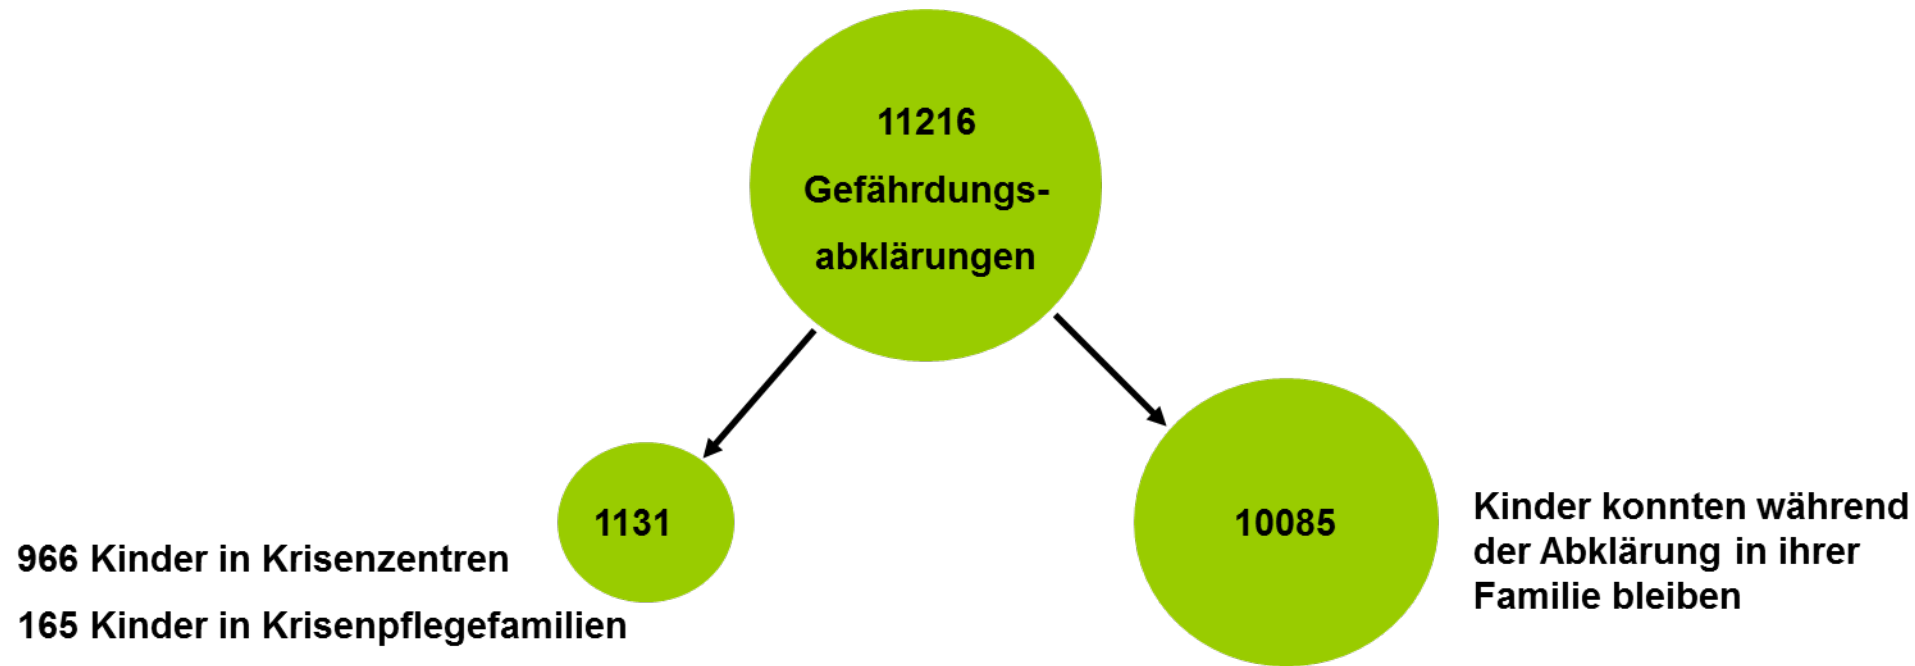 11216
Gefährdungs-
abklärungen
1131
966 Kinder in Krisenzentren
165 Kinder in Krisenpflegefamilien
10085
Kinder konnten während
der Abklärung in ihrer
Familie bleiben